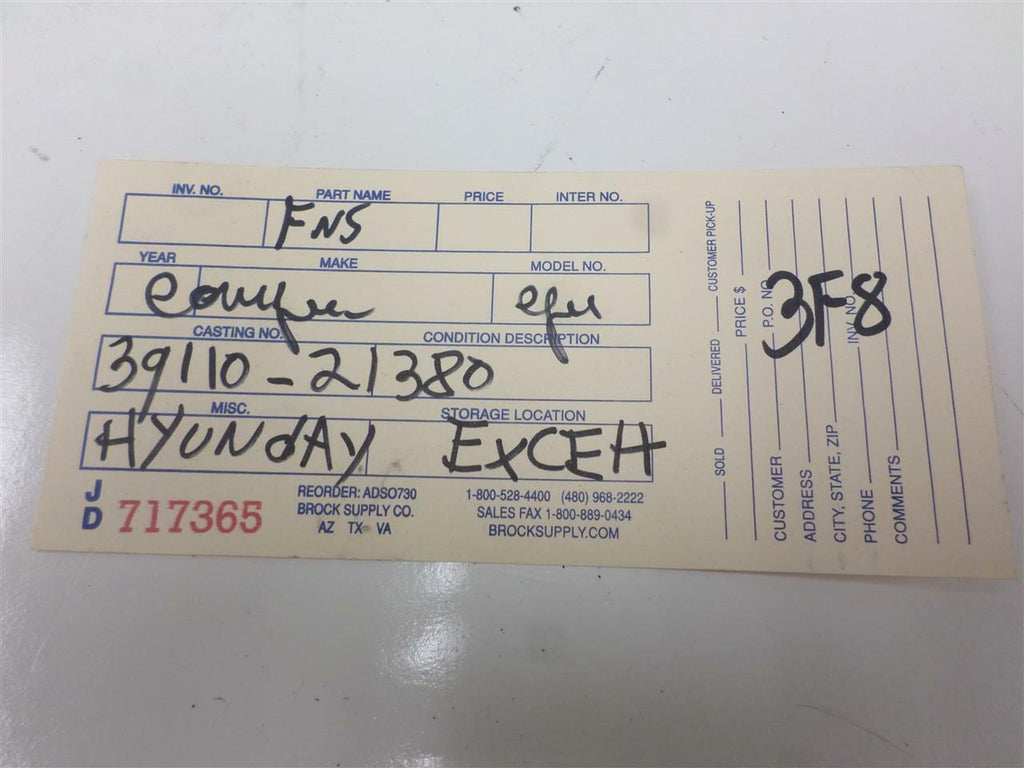 INV. NO. PART NAME PRICE INTER NO.
FNS
YEAR MAKE MODEL NO.
CASTING NO. CONDITION DESCRIPTION
39110-21380
MISC. STORAGE LOCATION
HYUNdAY EXCEH
JD 717365
REORDER: ADSO730
BROCK SUPPLY CO.
AZ TX VA
1-800-528-4400 (480) 968-2222
SALES FAX 1-800-889-0434
BROCKSUPPLY.COM
SOLD DELIVERED CUSTOMER PICK-UP
PRICE $
CUSTOMER P.O. NO.
ADDRESS
CITY, STATE, ZIP
PHONE INV. NO.
COMMENTS
3F8